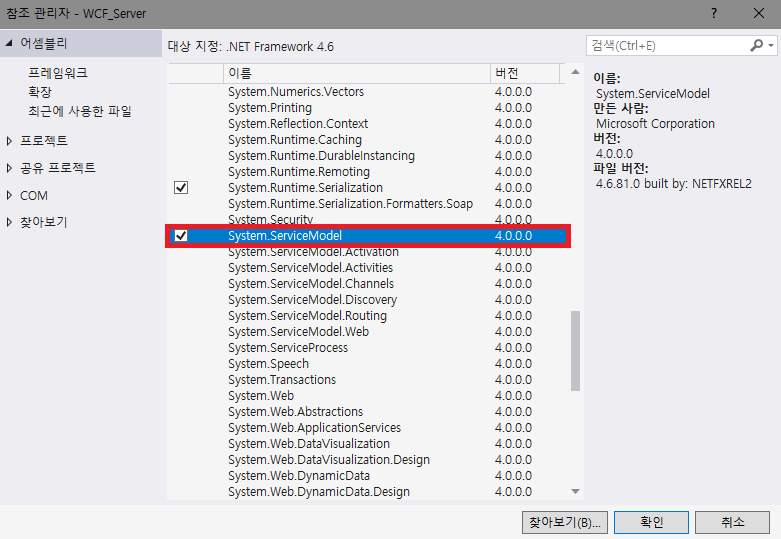 참조 관리자 - WCF_Server
어셈블리
프레임워크
확장
최근에 사용한 파일
프로젝트
공유 프로젝트
COM
찾아보기
대상 지정: .NET Framework 4.6
이름 버전
System.Numerics.Vectors 4.0.0.0
System.Printing 4.0.0.0
System.Reflection.Context 4.0.0.0
System.Runtime.Caching 4.0.0.0
System.Runtime.DurableInstancing 4.0.0.0
System.Runtime.Remoting 4.0.0.0
System.Runtime.Serialization 4.0.0.0
System.Runtime.Serialization.Formatters.Soap 4.0.0.0
System.Security 4.0.0.0
System.ServiceModel 4.0.0.0
System.ServiceModel.Activation 4.0.0.0
System.ServiceModel.Activities 4.0.0.0
System.ServiceModel.Channels 4.0.0.0
System.ServiceModel.Discovery 4.0.0.0
System.ServiceModel.Routing 4.0.0.0
System.ServiceModel.Web 4.0.0.0
System.ServiceProcess 4.0.0.0
System.Speech 4.0.0.0
System.Transactions 4.0.0.0
System.Web 4.0.0.0
System.Web.Abstractions 4.0.0.0
System.Web.ApplicationServices 4.0.0.0
System.Web.DataVisualization 4.0.0.0
System.Web.DataVisualization.Design 4.0.0.0
System.Web.DynamicData 4.0.0.0
System.Web.DynamicData.Design 4.0.0.0
검색(Ctrl+E)
이름:
System.ServiceModel
만든 사람:
Microsoft Corporation
버전:
4.0.0.0
파일 버전:
4.6.81.0 built by: NETFXREL2
찾아보기(B)... 확인 취소